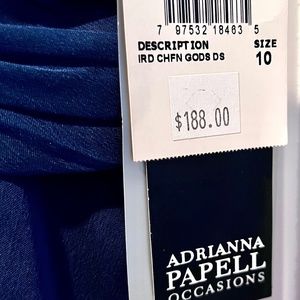 7 97532 18463 5
DESCRIPTION SIZE
IRD CHFN GODS DS 10
$188.00
ADRIANNA
PAPELL
OCCASIONS